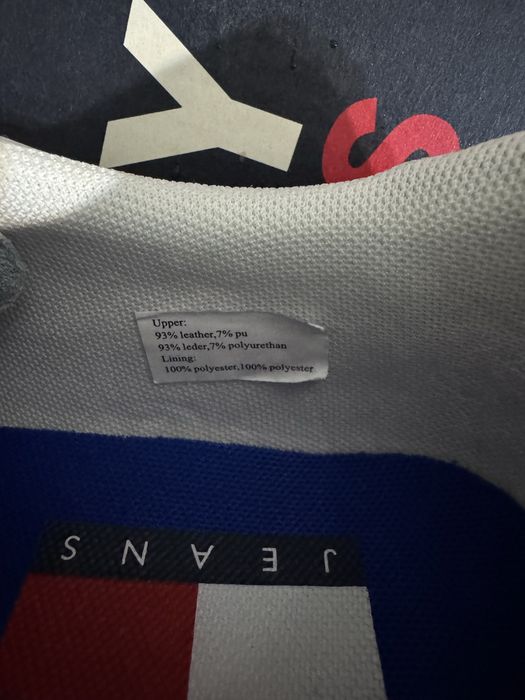 Y
S
Upper:
93% leather,7% pu
93% leder,7% polyurethan
Lining:
100% polyester,100% polyester
JEANS